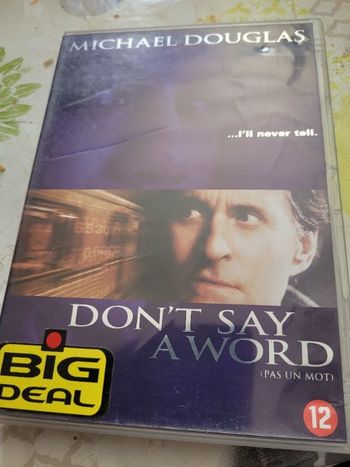 MICHAEL DOUGLAS
...I'll never tell.
DON'T SAY
A WORD
(PAS UN MOT)
BIG
DEAL
12